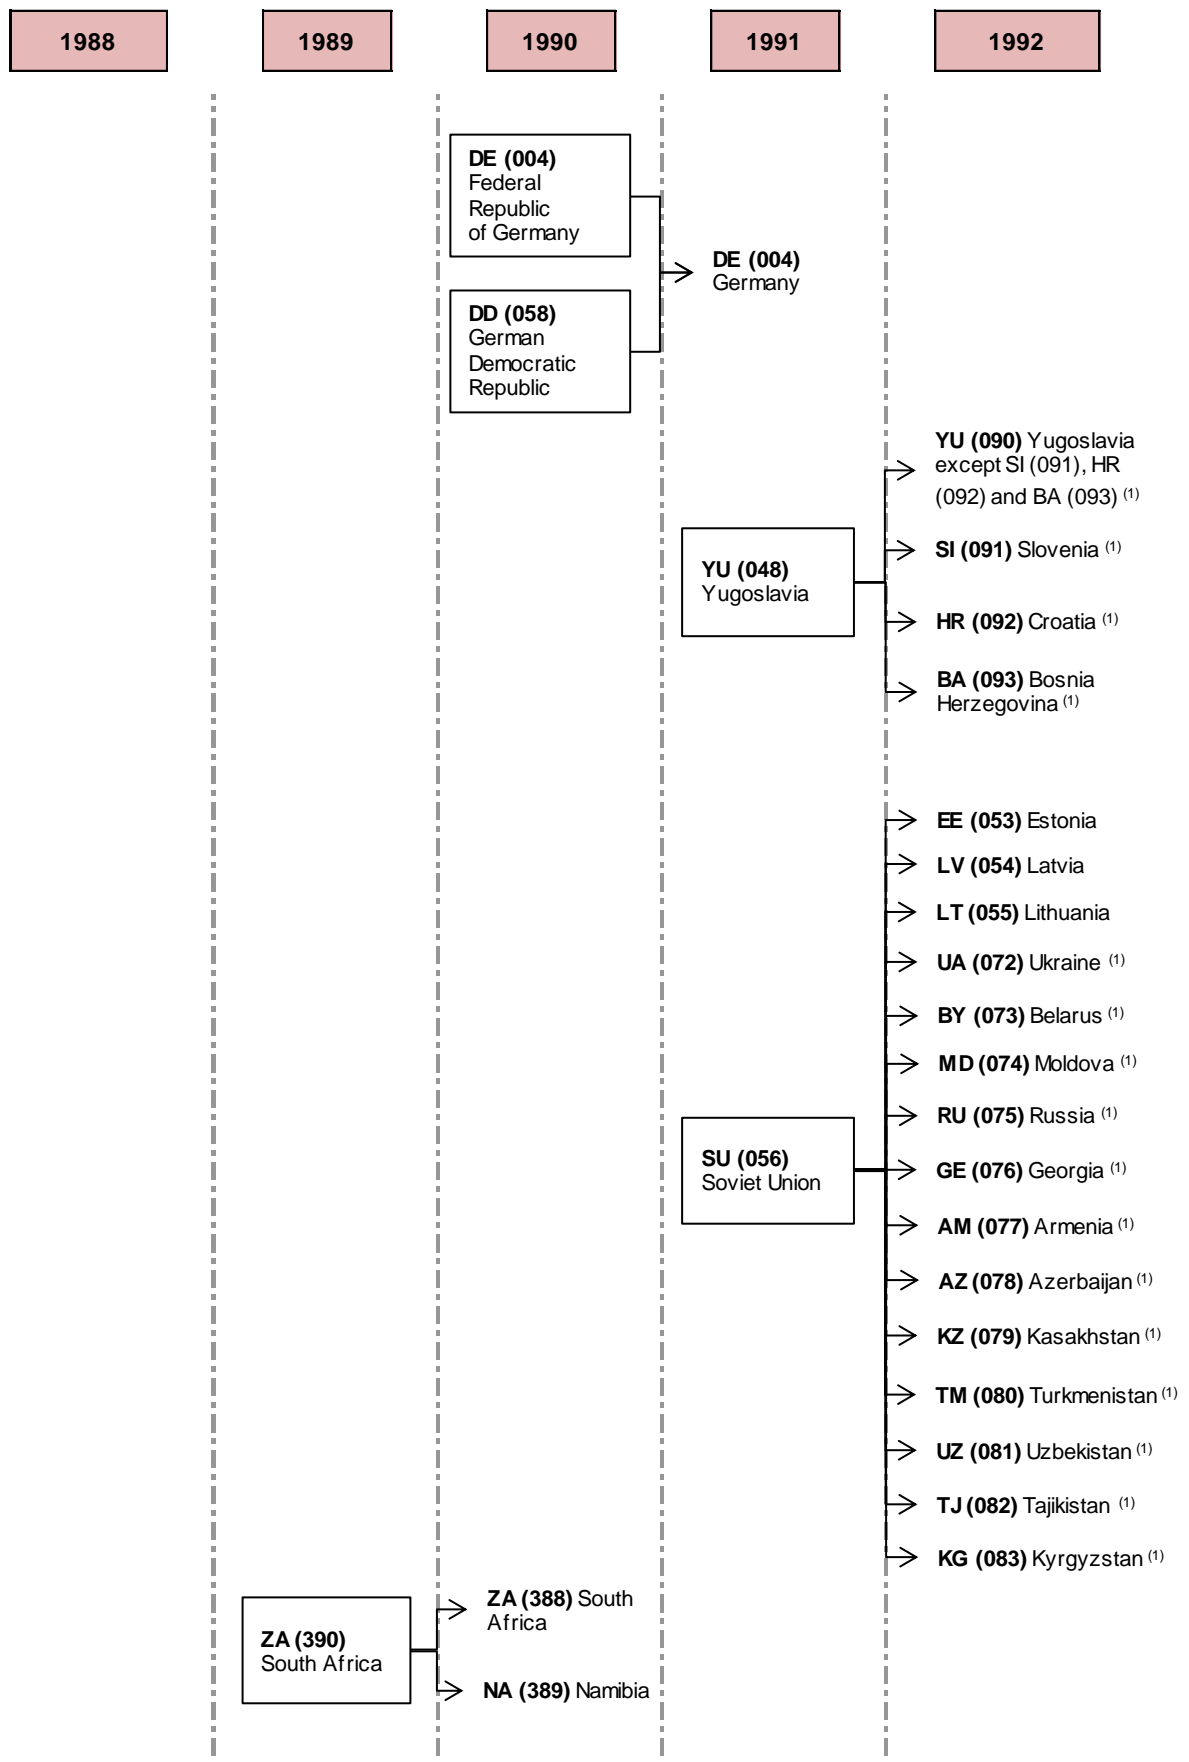 1988
1989
1990
1991
1992
DE (004)
Federal
Republic
of Germany
DE (004)
Germany
DD (058)
German
Democratic
Republic
YU (090) Yugoslavia
except SI (091), HR
(092) and BA (093) (1)
SI (091) Slovenia (1)
YU (048)
Yugoslavia
HR (092) Croatia (1)
BA (093) Bosnia
Herzegovina (1)
EE (053) Estonia
LV (054) Latvia
LT (055) Lithuania
UA (072) Ukraine (1)
BY (073) Belarus (1)
MD (074) Moldova (1)
RU (075) Russia (1)
SU (056)
Soviet Union
GE (076) Georgia (1)
AM (077) Armenia (1)
AZ (078) Azerbaijan (1)
KZ (079) Kasakhstan (1)
TM (080) Turkmenistan (1)
UZ (081) Uzbekistan (1)
TJ (082) Tajikistan (1)
KG (083) Kyrgyzstan (1)
ZA (390)
South Africa
ZA (388) South
Africa
NA (389) Namibia